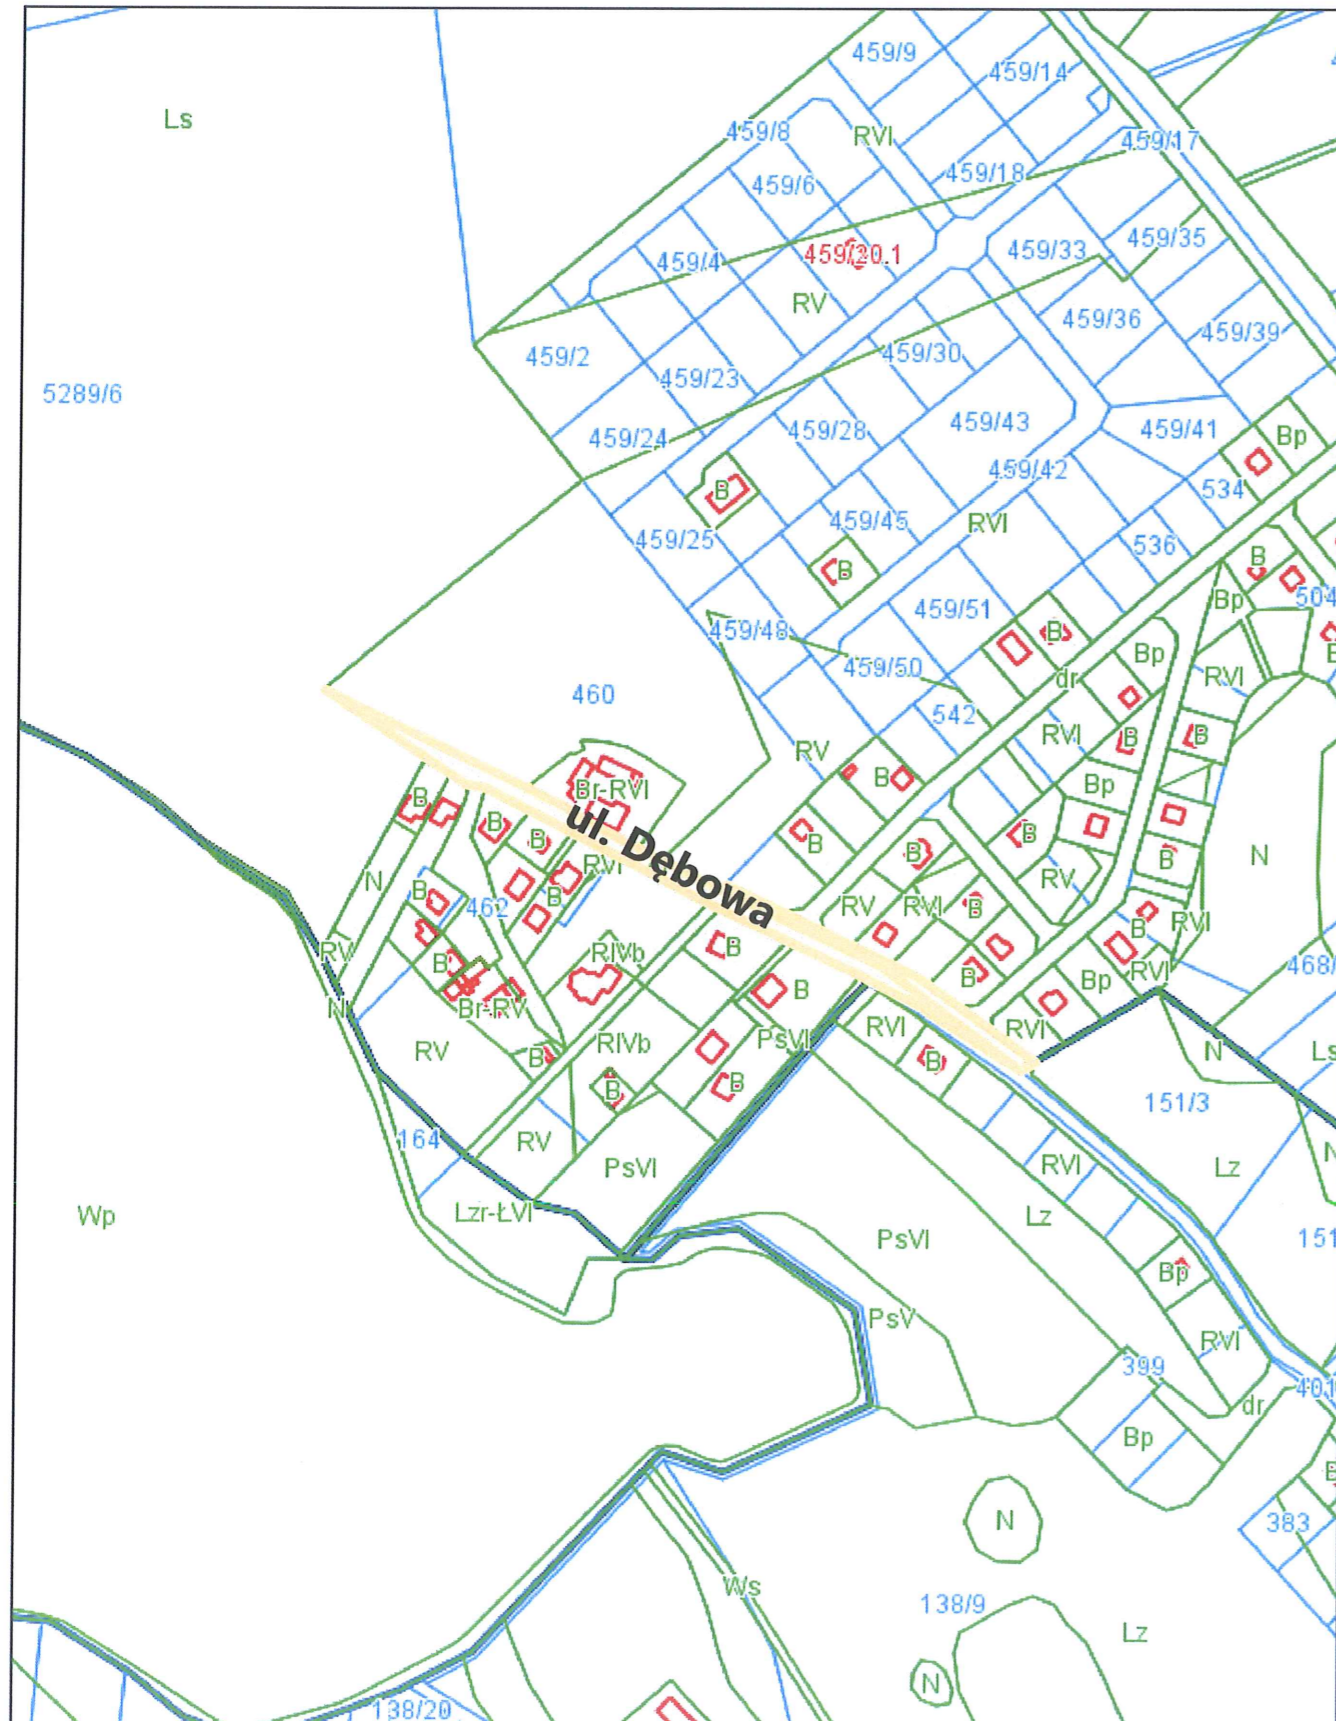 459/9
459/14
Ls
459/8
RVI
459/17
459/6
459/18
459/4
459/20.1
459/33
459/35
RV
459/2
459/23
459/30
459/36
459/39
5289/6
459/24
459/28
459/43
459/41
Bp
459/42
534
B
459/45
RVI
459/25
536
B
B
504
459/51
Bp
459/48
B
459/50
Bp
dr
RVI
460
542
RVI
B
B
RV
B
Bp
Br-RVI
B
ul. Dębowa
B
B
B
B
B
RVI
B
N
N
RV
B
B
462
RV
RVI
B
B
RVI
RV
B
RIVb
B
B
Bp
RVI
468/
N
Br-RV
B
RVI
RVI
RV
B
RIVb
PsVI
B
N
Ls
B
B
151/3
164
RV
PsVI
RVI
Lz
N
Wp
Lzr-ŁVI
PsVI
Lz
151
Bp
PsV
RVI
399
401
dr
Bp
B
N
383
Ws
138/9
Lz
N
138/20